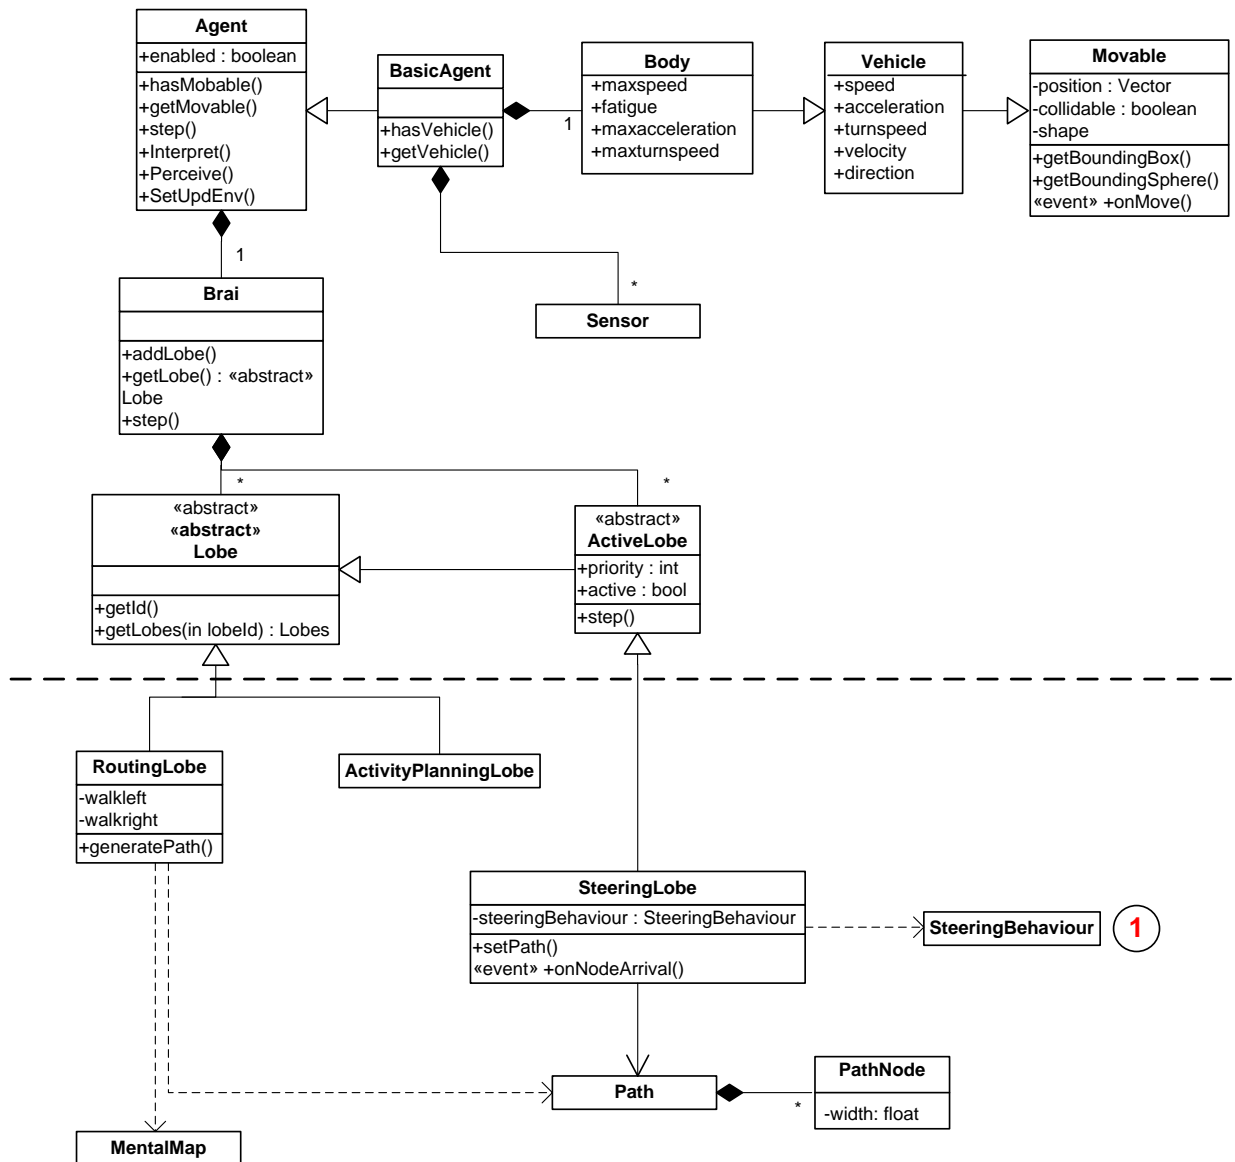 Agent
+enabled : boolean
+hasMobable()
+getMovable()
+step()
+Interpret()
+Perceive()
+SetUpdEnv()
BasicAgent
+hasVehicle()
+getVehicle()
1
Body
+maxspeed
+fatigue
+maxacceleration
+maxturnspeed
Vehicle
+speed
+acceleration
+turnspeed
+velocity
+direction
Movable
-position : Vector
-collidable : boolean
-shape
+getBoundingBox()
+getBoundingSphere()
«event» +onMove()
1
*
Sensor
Brai
+addLobe()
+getLobe() : «abstract»
Lobe
+step()
*
*
«abstract»
«abstract»
Lobe
+getId()
+getLobes(in lobeId) : Lobes
«abstract»
ActiveLobe
+priority : int
+active : bool
+step()
RoutingLobe
-walkleft
-walkright
+generatePath()
ActivityPlanningLobe
SteeringLobe
-steeringBehaviour : SteeringBehaviour
+setPath()
«event» +onNodeArrival()
SteeringBehaviour
1
Path
*
PathNode
-width: float
MentalMap